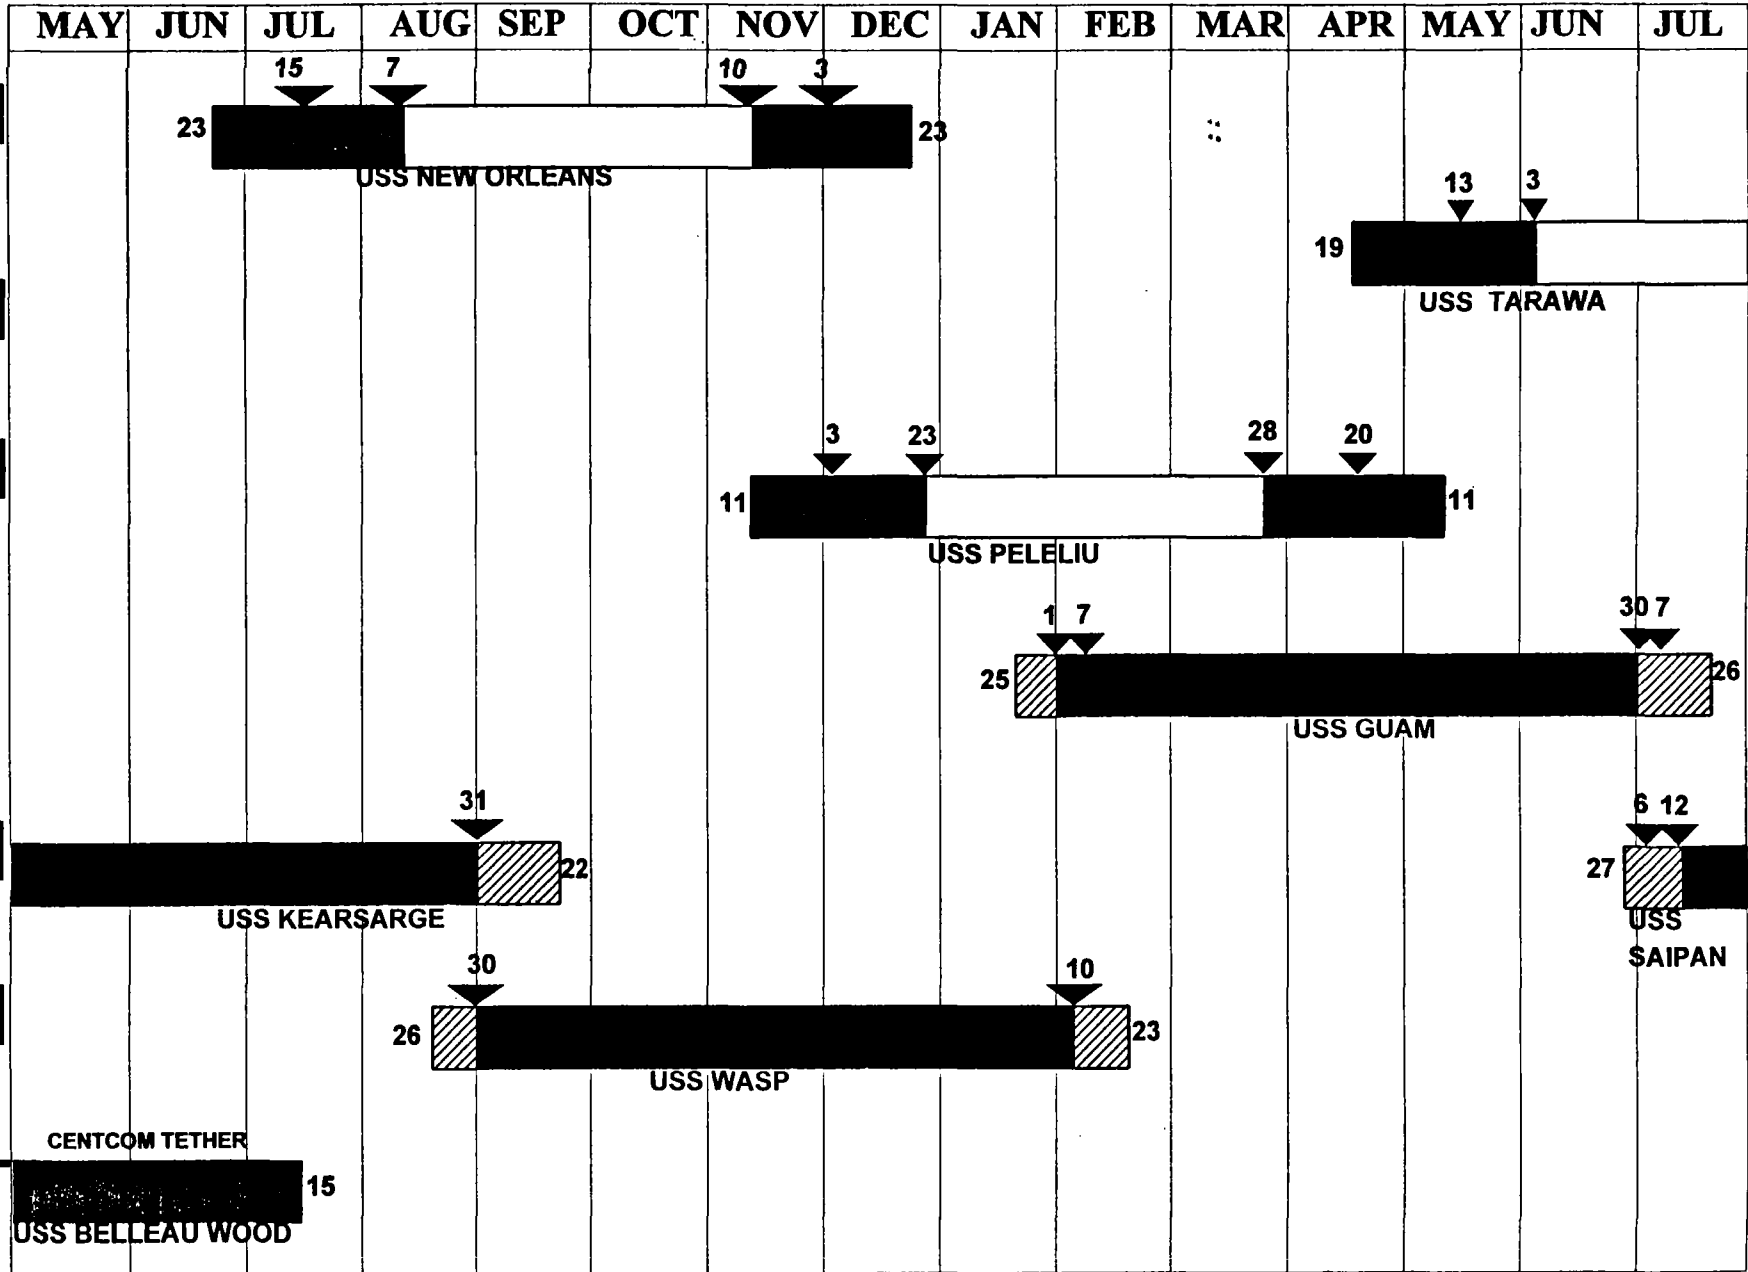 MAY JUN JUL AUG SEP OCT NOV DEC JAN FEB MAR APR MAY JUN JUL
15 7 10 3
23 23
USS NEW ORLEANS
13 3
19
USS TARAWA
3 23 28 20
11 11
USS PELELIU
1 7 30 7
25 26
USS GUAM
31
22
USS KEARSARGE
6 12
27
USS
SAIPAN
30 10
26 23
USS WASP
CENTCOM TETHER
15
USS BELLEAU WOOD